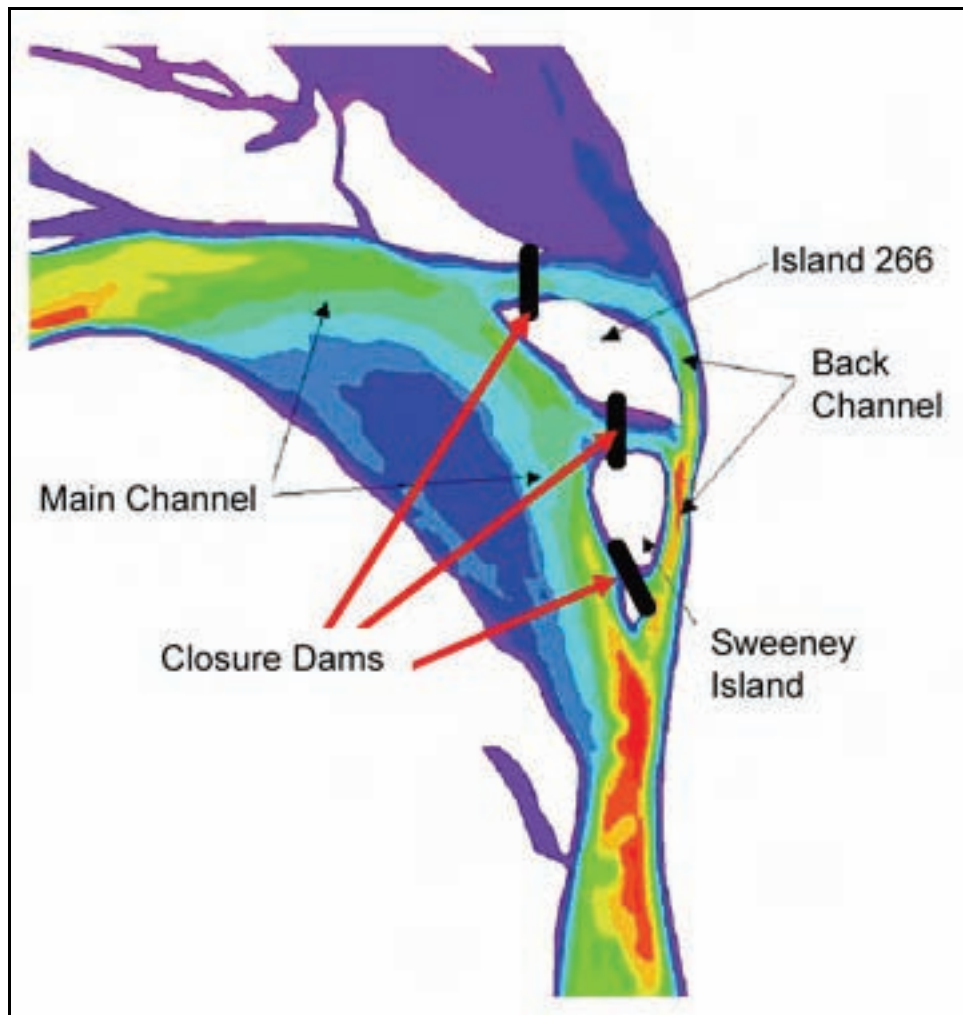 Island 266
Back
Channel
Main Channel
Closure Dams
Sweeney
Island